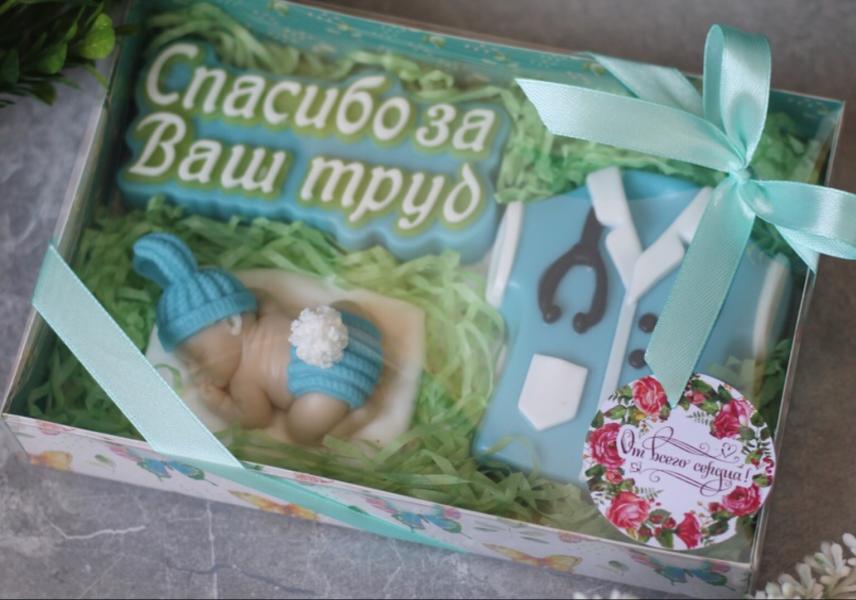 Спасибо за
Ваш труд
От всего сердца!